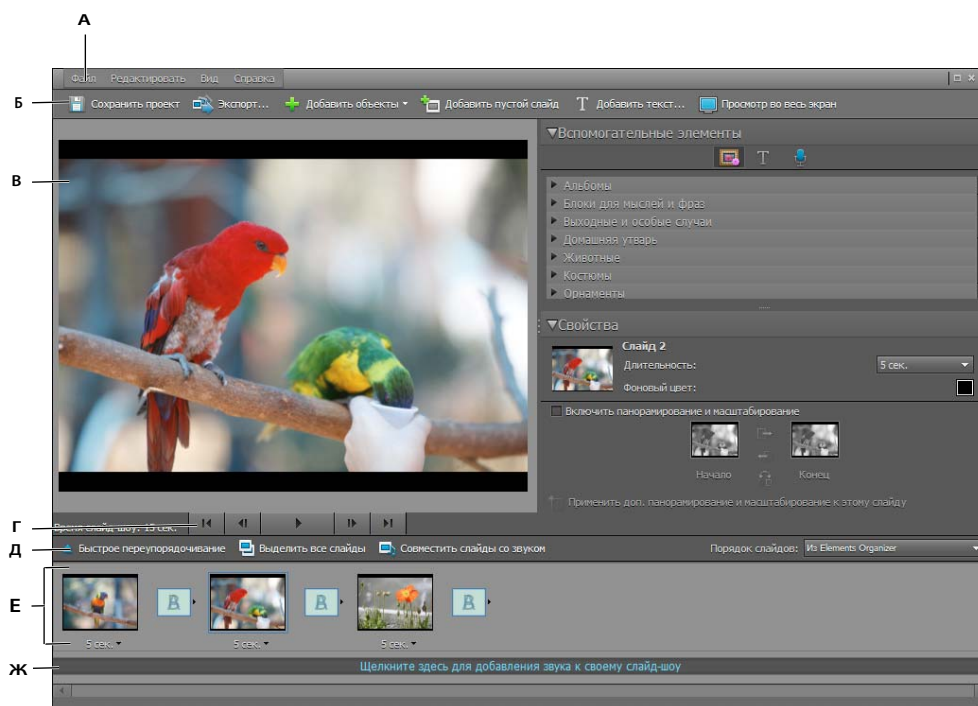 А
Файл Редактировать Вид Справка
Б
Сохранить проект Экспорт... Добавить объекты Добавить пустой слайд Добавить текст... Просмотр во весь экран
Вспомогательные элементы
В
Альбомы
Блоки для мыслей и фраз
Выходные и особые случаи
Домашняя утварь
Животные
Костюмы
Орнаменты
Свойства
Слайд 2
Длительность: 5 сек.
Фоновый цвет:
Включить панорамирование и масштабирование
Начало Конец
Применить доп. панорамирование и масштабирование к этому слайду
Г
Время слайд-шоу: 15 сек.
Д
Быстрое переупорядочивание Выделить все слайды Совместить слайды со звуком Порядок слайдов: Из Elements Organizer
Е
5 сек. 5 сек. 5 сек.
Ж
Щелкните здесь для добавления звука к своему слайд-шоу